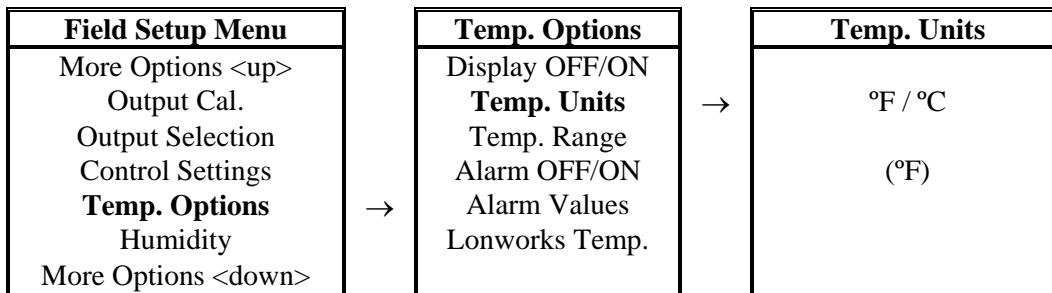 Field Setup Menu
More Options <up>
Output Cal.
Output Selection
Control Settings
Temp. Options
Humidity
More Options <down>
→
Temp. Options
Display OFF/ON
Temp. Units
Temp. Range
Alarm OFF/ON
Alarm Values
Lonworks Temp.
→
Temp. Units
ºF / ºC
(ºF)